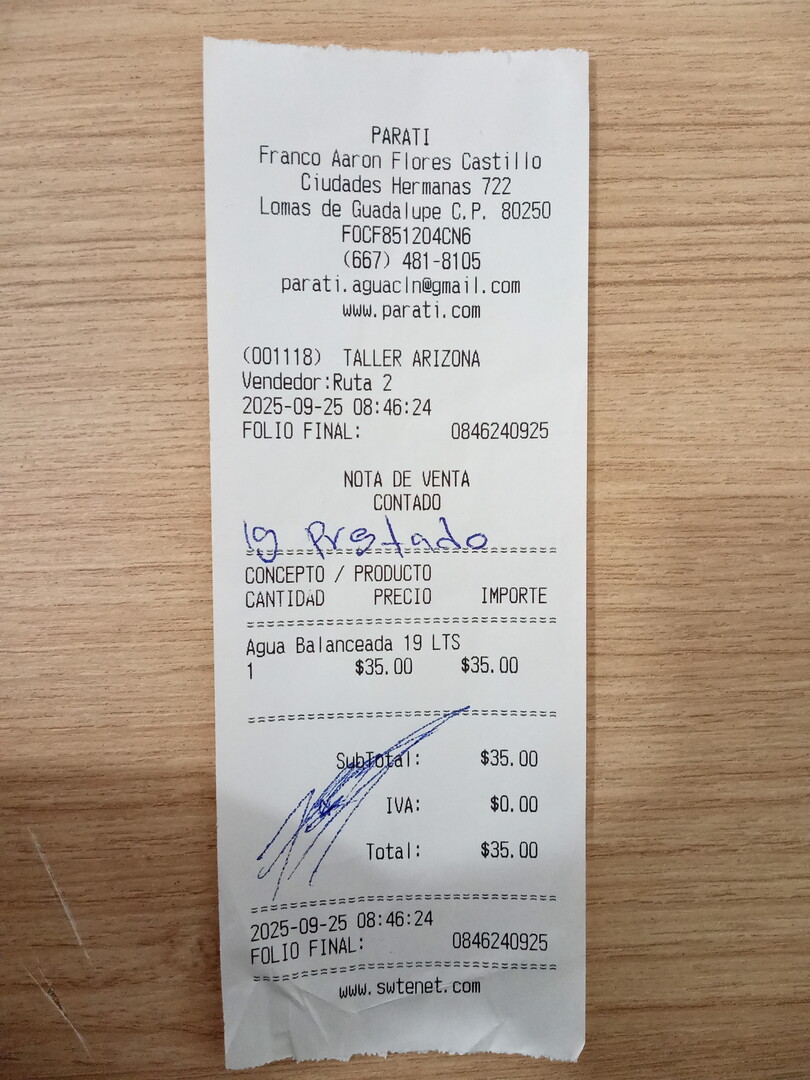 PARATI
Franco Aaron Flores Castillo
Ciudades Hermanas 722
Lomas de Guadalupe C.P. 80250
FOCF851204CN6
(667) 481-8105
parati.aguacln@gmail.com
www.parati.com
(001118) TALLER ARIZONA
Vendedor:Ruta 2
2025-09-25 08:46:24
FOLIO FINAL: 0846240925
NOTA DE VENTA
CONTADO
1g Prestado
==============================
CONCEPTO / PRODUCTO
CANTIDAD PRECIO IMPORTE
==============================
Agua Balanceada 19 LTS
1 $35.00 $35.00
==============================
SubTotal: $35.00
IVA: $0.00
Total: $35.00
==============================
2025-09-25 08:46:24
FOLIO FINAL: 0846240925
==============================
www.swtenet.com